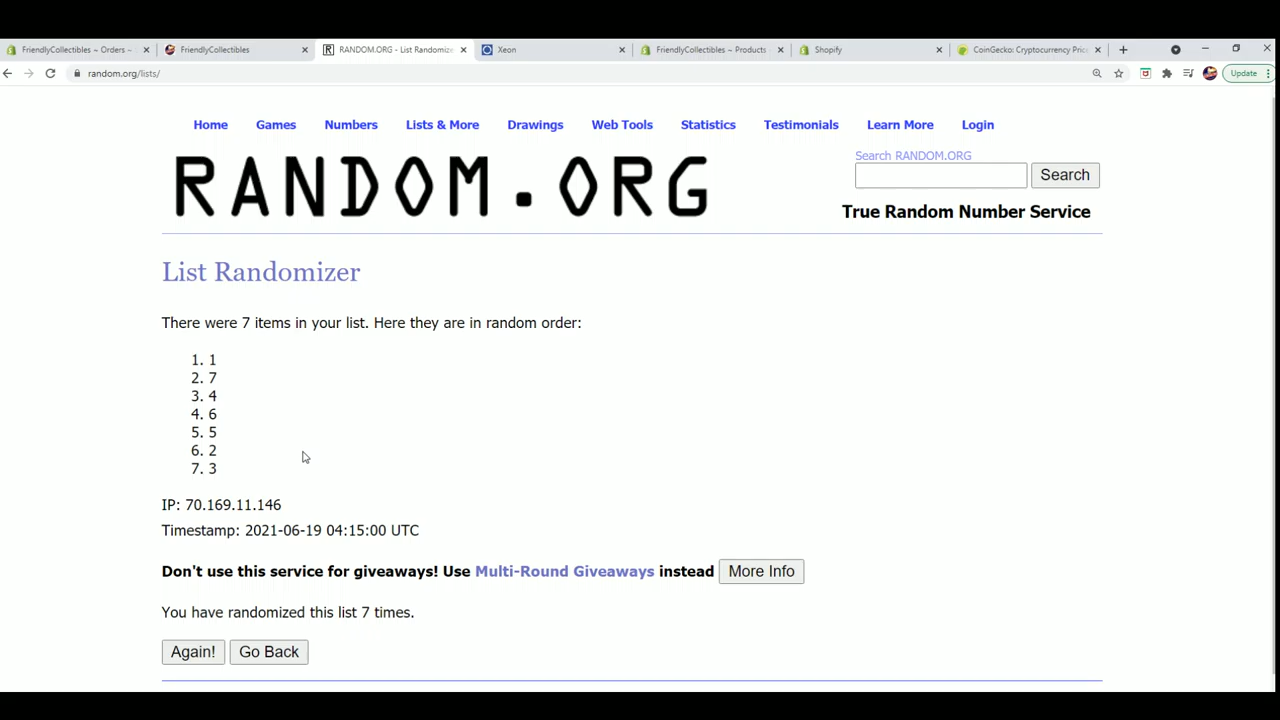 FriendlyCollectibles ~ Orders ~
FriendlyCollectibles
RANDOM.ORG - List Randomize
Xeon
FriendlyCollectibles ~ Products
Shopify
CoinGecko: Cryptocurrency Price
random.org/lists/
Update
Home Games Numbers Lists & More Drawings Web Tools Statistics Testimonials Learn More Login
RANDOM.ORG
Search RANDOM.ORG
Search
True Random Number Service
List Randomizer
There were 7 items in your list. Here they are in random order:
1. 1
2. 7
3. 4
4. 6
5. 5
6. 2
7. 3
IP: 70.169.11.146
Timestamp: 2021-06-19 04:15:00 UTC
Don't use this service for giveaways! Use Multi-Round Giveaways instead More Info
You have randomized this list 7 times.
Again! Go Back